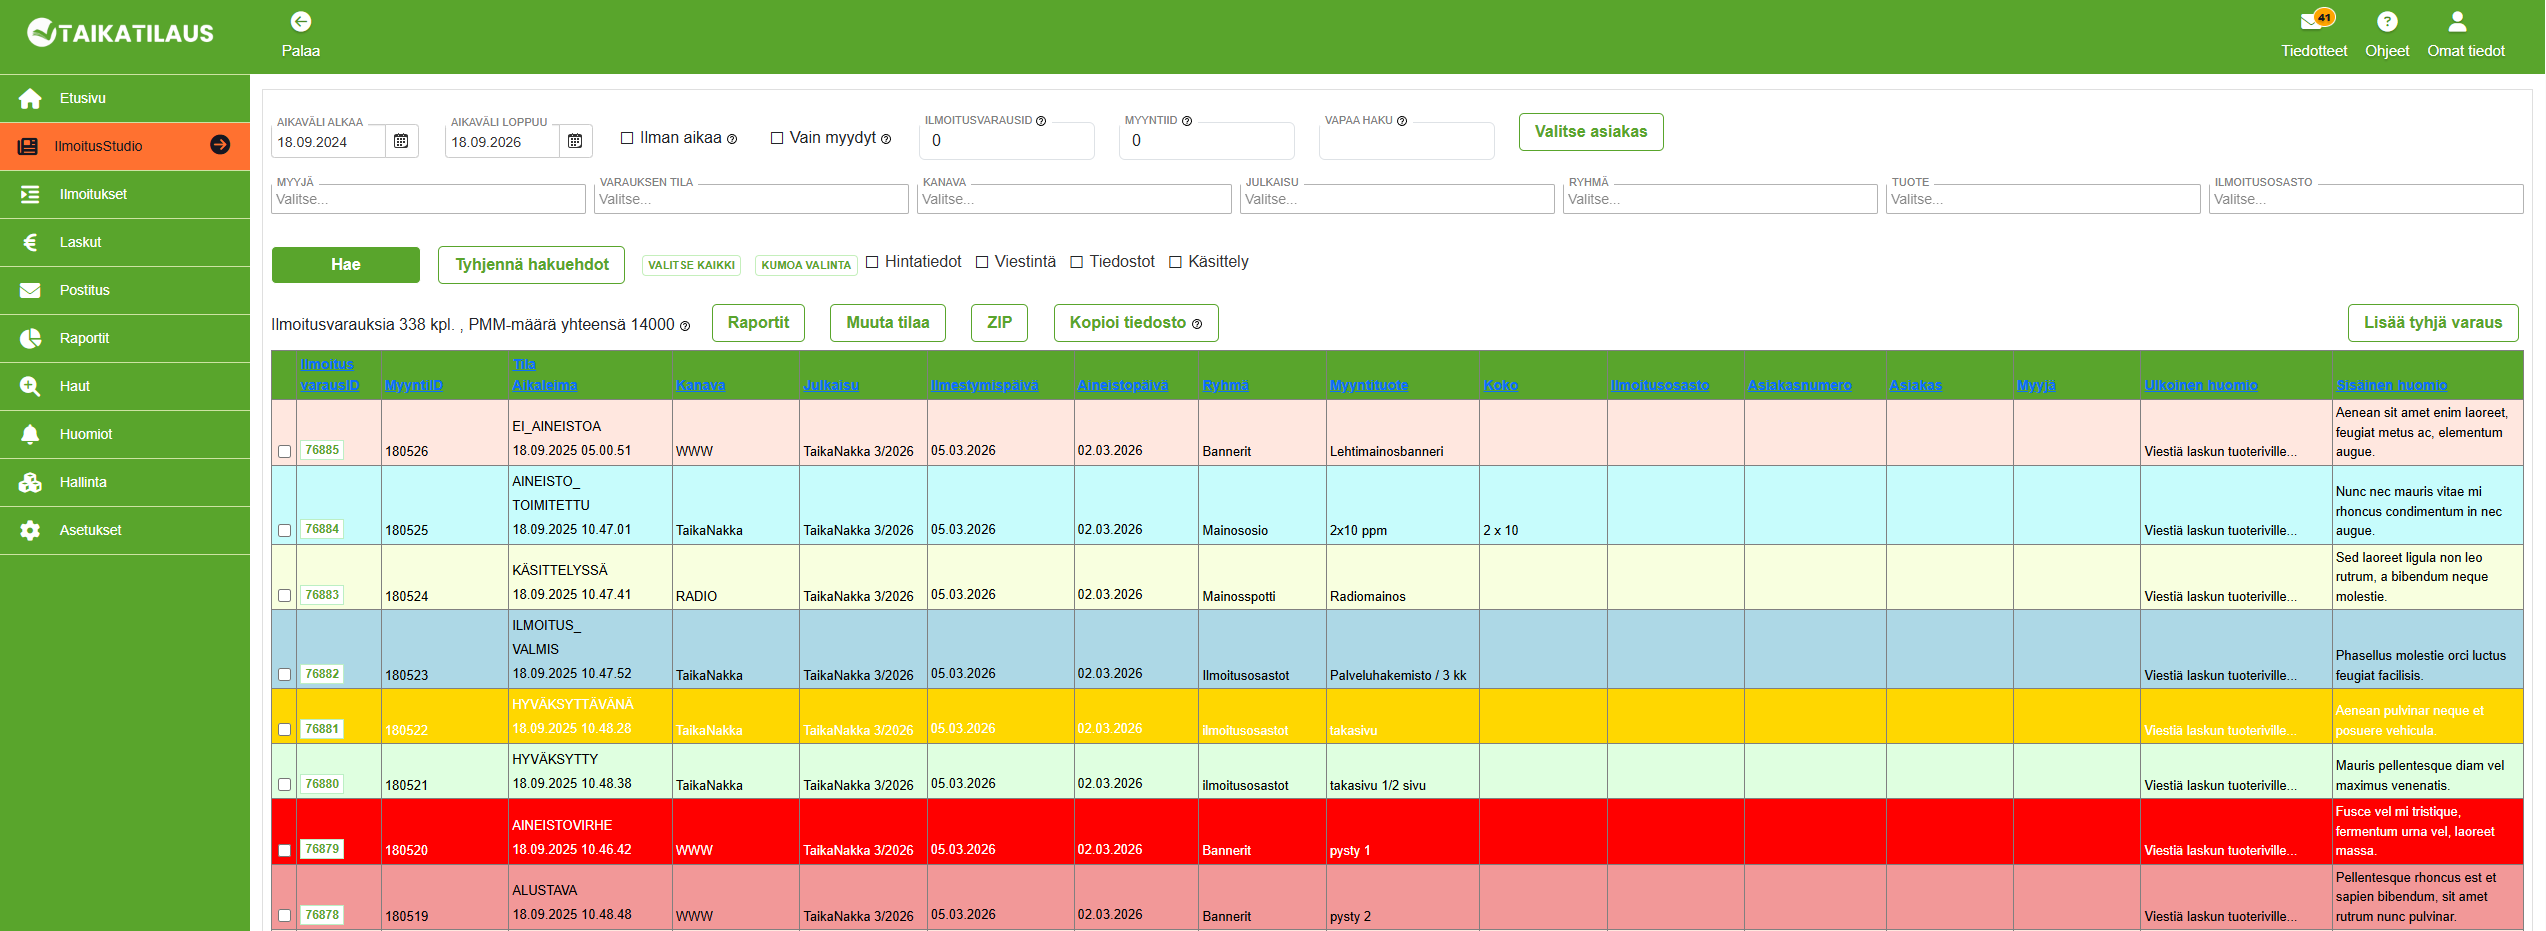 TAIKATILAUS
Palaa
41
Tiedotteet
Ohjeet
Omat tiedot
Etusivu
IlmoitusStudio
Ilmoitukset
Laskut
Postitus
Raportit
Haut
Huomiot
Hallinta
Asetukset
AIKAVÄLI ALKAA
18.09.2024
AIKAVÄLI LOPPUU
18.09.2026
Ilman aikaa
Vain myydyt
ILMOITUSVARAUSID
0
MYYNTIID
0
VAPAA HAKU
Valitse asiakas
MYYJÄ
Valitse...
VARAUKSEN TILA
Valitse...
KANAVA
Valitse...
JULKAISU
Valitse...
RYHMÄ
Valitse...
TUOTE
Valitse...
ILMOITUSOSASTO
Valitse...
Hae
Tyhjennä hakuehdot
VALITSE KAIKKI
KUMOA VALINTA
Hintatiedot
Viestintä
Tiedostot
Käsittely
Ilmoitusvarauksia 338 kpl. , PMM-määrä yhteensä 14000
Raportit
Muuta tilaa
ZIP
Kopioi tiedosto
Lisää tyhjä varaus
Ilmoitus
varausID
MyyntiID
Tila
Aikaleima
Kanava
Julkaisu
Ilmestymispäivä
Aineistopäivä
Ryhmä
Myyntituote
Koko
Ilmoitusosasto
Asiakasnumero
Asiakas
Myyjä
Ulkoinen huomio
Sisäinen huomio
76885
180526
EI_AINEISTOA
18.09.2025 05.00.51
WWW
TaikaNakka 3/2026
05.03.2026
02.03.2026
Bannerit
Lehtimainosbanneri
Viestiä laskun tuoteriville...
Aenean sit amet enim laoreet,
feugiat metus ac, elementum
augue.
76884
180525
AINEISTO_
TOIMITETTU
18.09.2025 10.47.01
TaikaNakka
TaikaNakka 3/2026
05.03.2026
02.03.2026
Mainososio
2x10 ppm
2 x 10
Viestiä laskun tuoteriville...
Nunc nec mauris vitae mi
rhoncus condimentum in nec
augue.
76883
180524
KÄSITTELYSSÄ
18.09.2025 10.47.41
RADIO
TaikaNakka 3/2026
05.03.2026
02.03.2026
Mainosspotti
Radiomainos
Viestiä laskun tuoteriville...
Sed laoreet ligula non leo
rutrum, a bibendum neque
molestie.
76882
180523
ILMOITUS_
VALMIS
18.09.2025 10.47.52
TaikaNakka
TaikaNakka 3/2026
05.03.2026
02.03.2026
Ilmoitusosastot
Palveluhakemisto / 3 kk
Viestiä laskun tuoteriville...
Phasellus molestie orci luctus
feugiat facilisis.
76881
180522
HYVÄKSYTTÄVÄNÄ
18.09.2025 10.48.28
TaikaNakka
TaikaNakka 3/2026
05.03.2026
02.03.2026
ilmoitusosastot
takasivu
Viestiä laskun tuoteriville...
Aenean pulvinar neque et
posuere vehicula.
76880
180521
HYVÄKSYTTY
18.09.2025 10.48.38
TaikaNakka
TaikaNakka 3/2026
05.03.2026
02.03.2026
ilmoitusosastot
takasivu 1/2 sivu
Viestiä laskun tuoteriville...
Mauris pellentesque diam vel
maximus venenatis.
76879
180520
AINEISTOVIRHE
18.09.2025 10.46.42
WWW
TaikaNakka 3/2026
05.03.2026
02.03.2026
Bannerit
pysty 1
Viestiä laskun tuoteriville...
Fusce vel mi tristique,
fermentum urna vel, laoreet
massa.
76878
180519
ALUSTAVA
18.09.2025 10.48.48
WWW
TaikaNakka 3/2026
05.03.2026
02.03.2026
Bannerit
pysty 2
Viestiä laskun tuoteriville...
Pellentesque rhoncus est et
sapien bibendum, sit amet
rutrum nunc pulvinar.